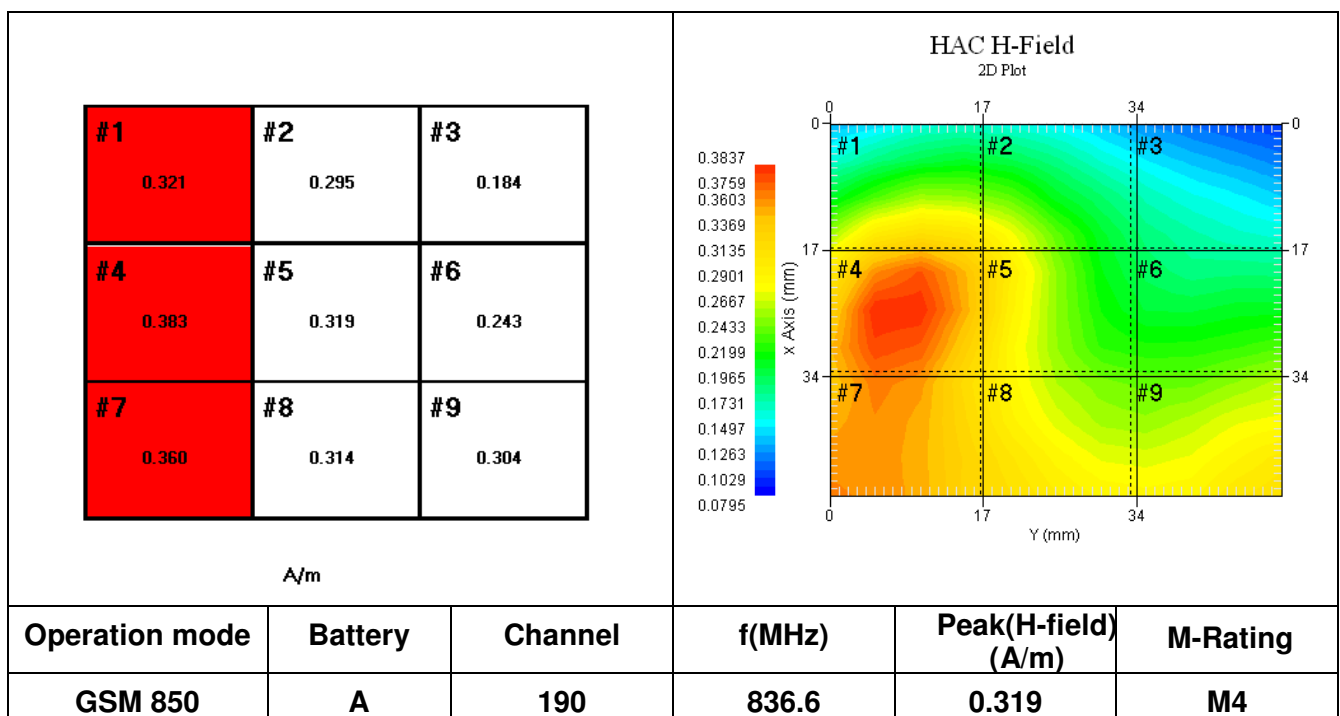 #1 #2 #3
0.321 0.295 0.184
#4 #5 #6
0.383 0.319 0.243
#7 #8 #9
0.360 0.314 0.304
A/m
HAC H-Field
2D Plot
0 17 34
0 0
#1 #2 #3
17 17
#4 #5 #6
34 34
#7 #8 #9
0 17 34
Y (mm)
x Axis (mm)
0.3837
0.3759
0.3603
0.3369
0.3135
0.2901
0.2667
0.2433
0.2199
0.1965
0.1731
0.1497
0.1263
0.1029
0.0795
Operation mode Battery Channel f(MHz) Peak(H-field) (A/m) M-Rating
GSM 850 A 190 836.6 0.319 M4